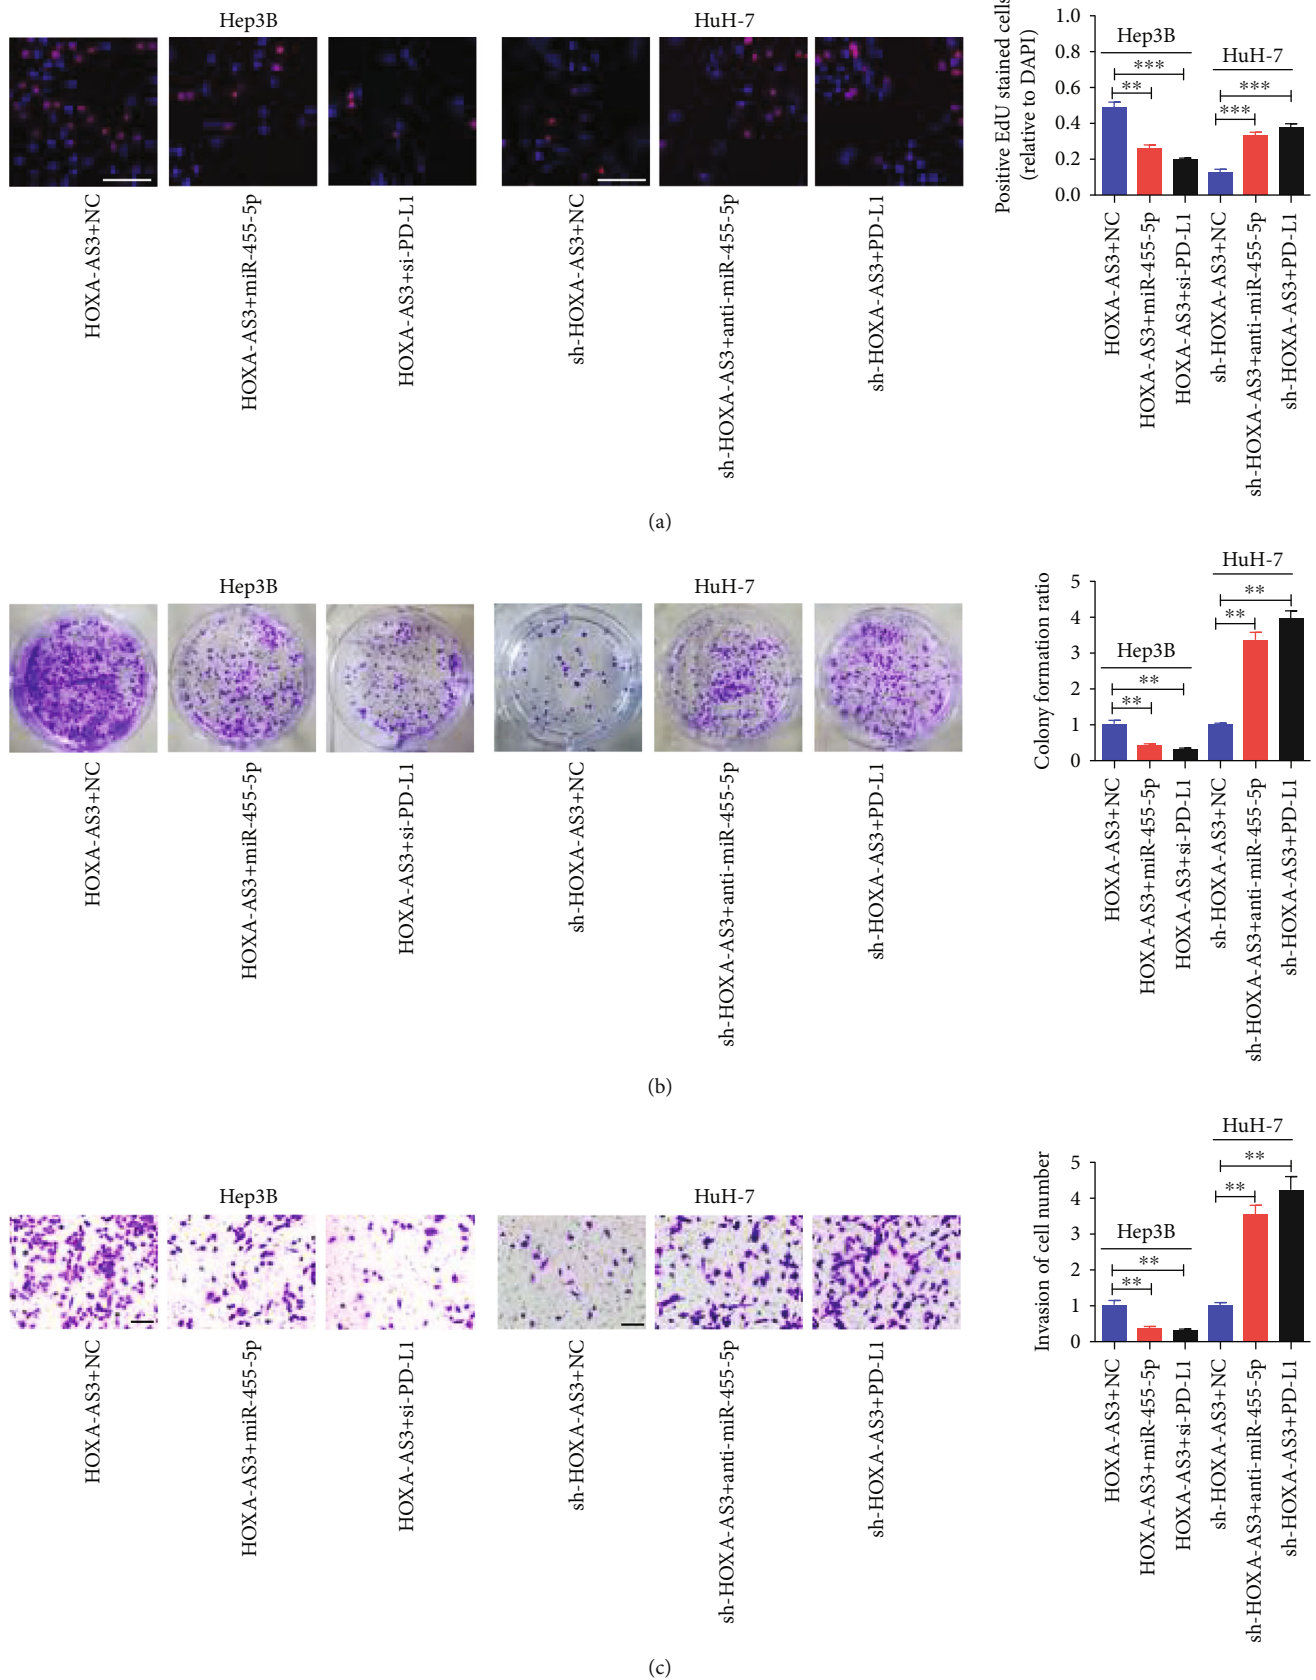 Hep3B
HuH-7
HOXA-AS3+NC
HOXA-AS3+miR-455-5p
HOXA-AS3+si-PD-L1
sh-HOXA-AS3+NC
sh-HOXA-AS3+anti-miR-455-5p
sh-HOXA-AS3+PD-L1
Positive EdU stained cells
(relative to DAPI)
1.0
0.8
0.6
0.4
0.2
0.0
Hep3B
HuH-7
***
**
***
***
HOXA-AS3+NC
HOXA-AS3+miR-455-5p
HOXA-AS3+si-PD-L1
sh-HOXA-AS3+NC
sh-HOXA-AS3+anti-miR-455-5p
sh-HOXA-AS3+PD-L1
(a)
Hep3B
HuH-7
HOXA-AS3+NC
HOXA-AS3+miR-455-5p
HOXA-AS3+si-PD-L1
sh-HOXA-AS3+NC
sh-HOXA-AS3+anti-miR-455-5p
sh-HOXA-AS3+PD-L1
Colony formation ratio
5
4
3
2
1
0
HuH-7
**
**
Hep3B
**
**
HOXA-AS3+NC
HOXA-AS3+miR-455-5p
HOXA-AS3+si-PD-L1
sh-HOXA-AS3+NC
sh-HOXA-AS3+anti-miR-455-5p
sh-HOXA-AS3+PD-L1
(b)
Hep3B
HuH-7
HOXA-AS3+NC
HOXA-AS3+miR-455-5p
HOXA-AS3+si-PD-L1
sh-HOXA-AS3+NC
sh-HOXA-AS3+anti-miR-455-5p
sh-HOXA-AS3+PD-L1
Invasion of cell number
5
4
3
2
1
0
HuH-7
**
**
Hep3B
**
**
HOXA-AS3+NC
HOXA-AS3+miR-455-5p
HOXA-AS3+si-PD-L1
sh-HOXA-AS3+NC
sh-HOXA-AS3+anti-miR-455-5p
sh-HOXA-AS3+PD-L1
(c)